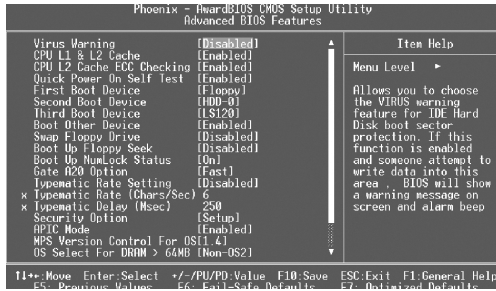 Phoenix - AwardBIOS CMOS Setup Utility
Advanced BIOS Features
Virus Warning [Disabled]
CPU L1 & L2 Cache [Enabled]
CPU L2 Cache ECC Checking [Enabled]
Quick Power On Self Test [Enabled]
First Boot Device [Floppy]
Second Boot Device [HDD-0]
Third Boot Device [LS120]
Boot Other Device [Enabled]
Swap Floppy Drive [Disabled]
Boot Up Floppy Seek [Disabled]
Boot Up NumLock Status [On]
Gate A20 Option [Fast]
Typematic Rate Setting [Disabled]
x Typematic Rate (Chars/Sec) 6
x Typematic Delay (Msec) 250
Security Option [Setup]
APIC Mode [Enabled]
MPS Version Control For OS[1.4]
OS Select For DRAM > 64MB [Non-OS2]
Item Help
Menu Level ►
Allows you to choose
the VIRUS warning
feature for IDE Hard
Disk boot sector
protection. If this
function is enabled
and someone attempt to
write data into this
area , BIOS will show
a warning message on
screen and alarm beep
↑↓→←:Move Enter:Select +/-/PU/PD:Value F10:Save ESC:Exit F1:General Help
F5: Previous Values F6: Fail-Safe Defaults F7: Optimized Defaults